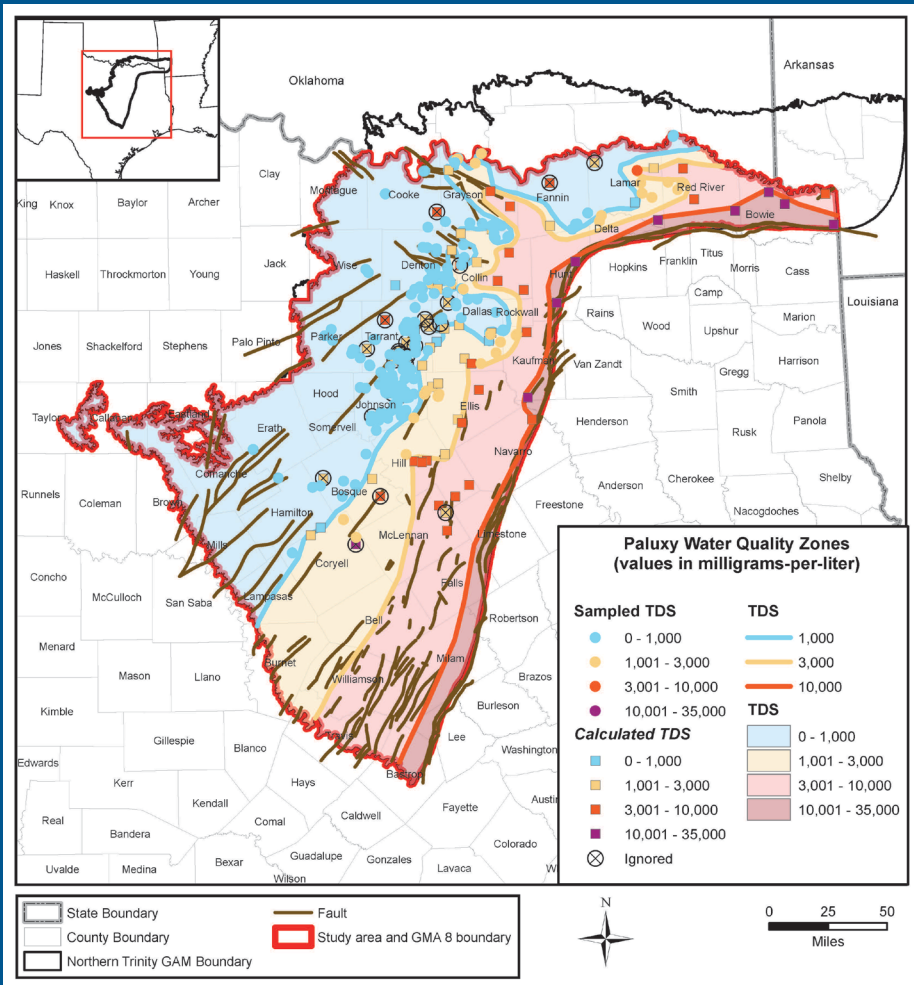 Oklahoma
Arkansas
Clay
Montague
Cooke
Grayson
Fannin
Lamar
Red River
King
Knox
Baylor
Archer
Bowie
Delta
Jack
Wise
Denton
Collin
Hunt
Hopkins
Franklin
Titus
Morris
Cass
Haskell
Throckmorton
Young
Camp
Louisiana
Dallas
Rockwall
Rains
Wood
Upshur
Marion
Jones
Shackelford
Stephens
Palo Pinto
Parker
Tarrant
Kaufman
Van Zandt
Gregg
Harrison
Smith
Taylor
Callahan
Eastland
Hood
Johnson
Ellis
Henderson
Rusk
Panola
Erath
Somervell
Navarro
Comanche
Hill
Anderson
Cherokee
Shelby
Runnels
Coleman
Brown
Bosque
Freestone
Nacogdoches
Hamilton
Mills
McLennan
Limestone
Concho
Coryell
McCulloch
San Saba
Lampasas
Falls
Bell
Robertson
Menard
Mason
Llano
Burnet
Milam
Williamson
Brazos
Kimble
Burleson
Gillespie
Blanco
Travis
Lee
Washington
Edwards
Kerr
Hays
Bastrop
Real
Kendall
Comal
Caldwell
Fayette
Bandera
Colorado
Uvalde
Medina
Bexar
Guadalupe
Gonzales
Lavaca
Wilson
Paluxy Water Quality Zones
(values in milligrams-per-liter)
Sampled TDS
0 - 1,000
1,001 - 3,000
3,001 - 10,000
10,001 - 35,000
Calculated TDS
0 - 1,000
1,001 - 3,000
3,001 - 10,000
10,001 - 35,000
Ignored
TDS
1,000
3,000
10,000
TDS
0 - 1,000
1,001 - 3,000
3,001 - 10,000
10,001 - 35,000
State Boundary
County Boundary
Northern Trinity GAM Boundary
Fault
Study area and GMA 8 boundary
N
0 25 50
Miles